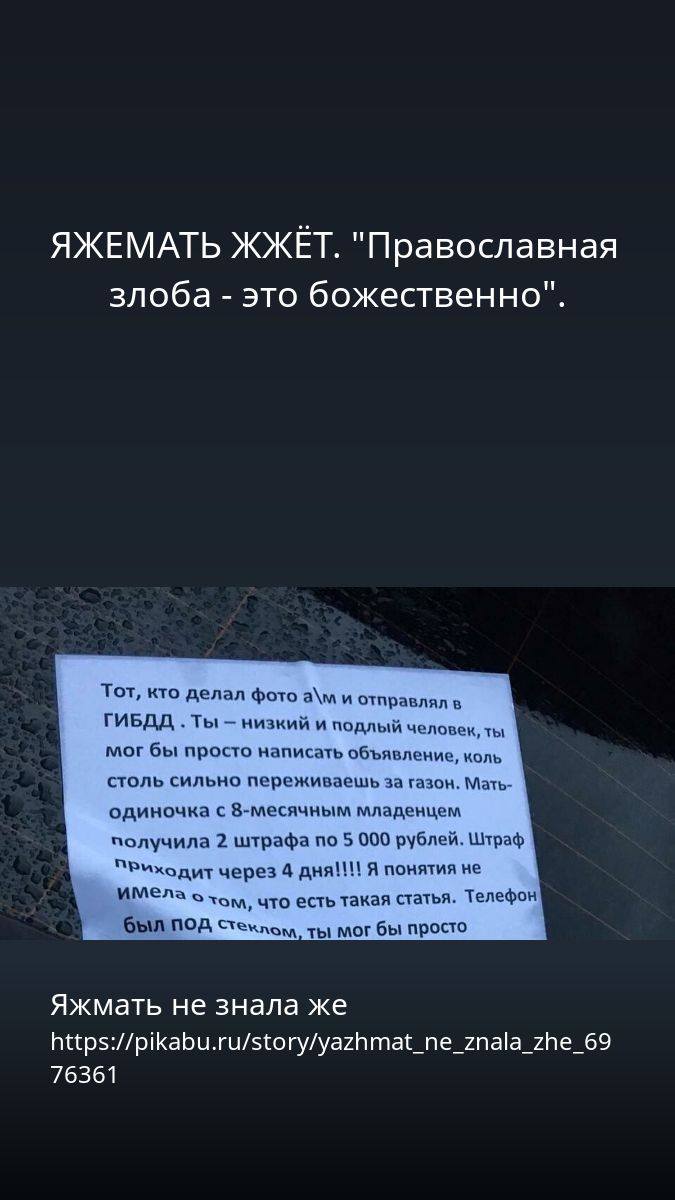 ЯЖЕМАТЬ ЖЖЁТ. "Православная
злоба - это божественно".
Тот, кто делал фото а\м и отправлял в
ГИБДД . Ты – низкий и подлый человек, ты
мог бы просто написать объявление, коль
столь сильно переживаешь за газон. Мать-
одиночка с 8-месячным младенцем
получила 2 штрафа по 5 000 рублей. Штраф
приходит через 4 дня!!!! Я понятия не
имела о том, что есть такая статья. Телефон
был под стеклом, ты мог бы просто
Яжмать не знала же
https://pikabu.ru/story/yazhmat_ne_znala_zhe_69
76361